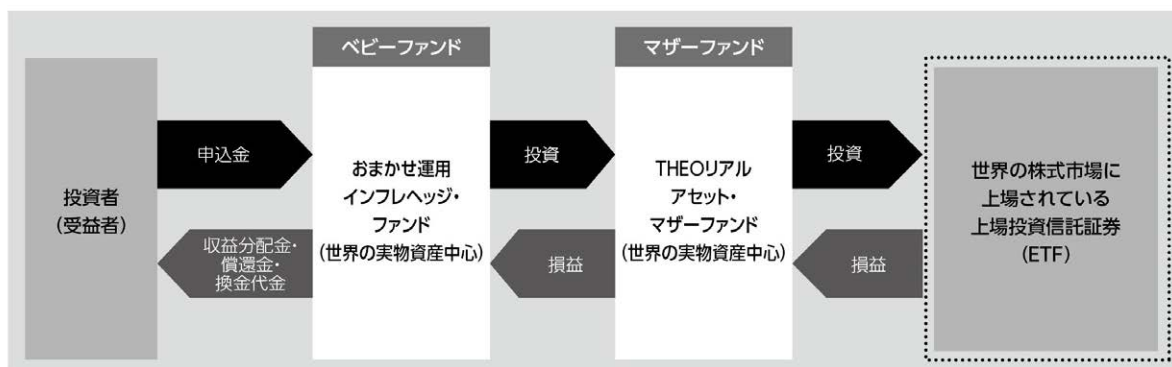 ベビーファンド
マザーファンド
投資者
(受益者)
申込金
収益分配金・
償還金・
換金代金
おまかせ運用
インフレヘッジ・
ファンド
(世界の実物資産中心)
投資
損益
THEOリアル
アセット・
マザーファンド
(世界の実物資産中心)
投資
損益
世界の株式市場に
上場されている
上場投資信託証券
(ETF)